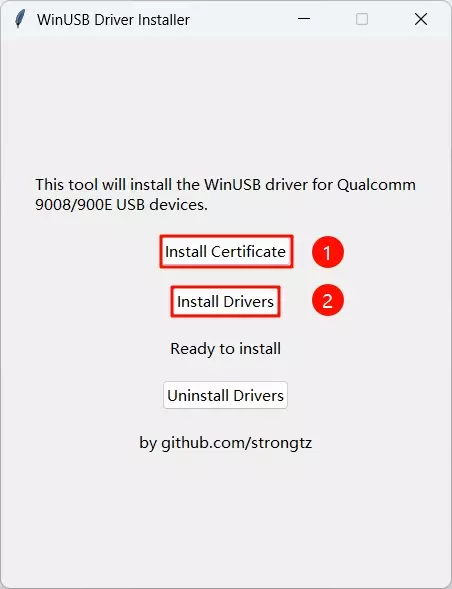 WinUSB Driver Installer
This tool will install the WinUSB driver for Qualcomm
9008/900E USB devices.
Install Certificate 1
Install Drivers 2
Ready to install
Uninstall Drivers
by github.com/strongtz